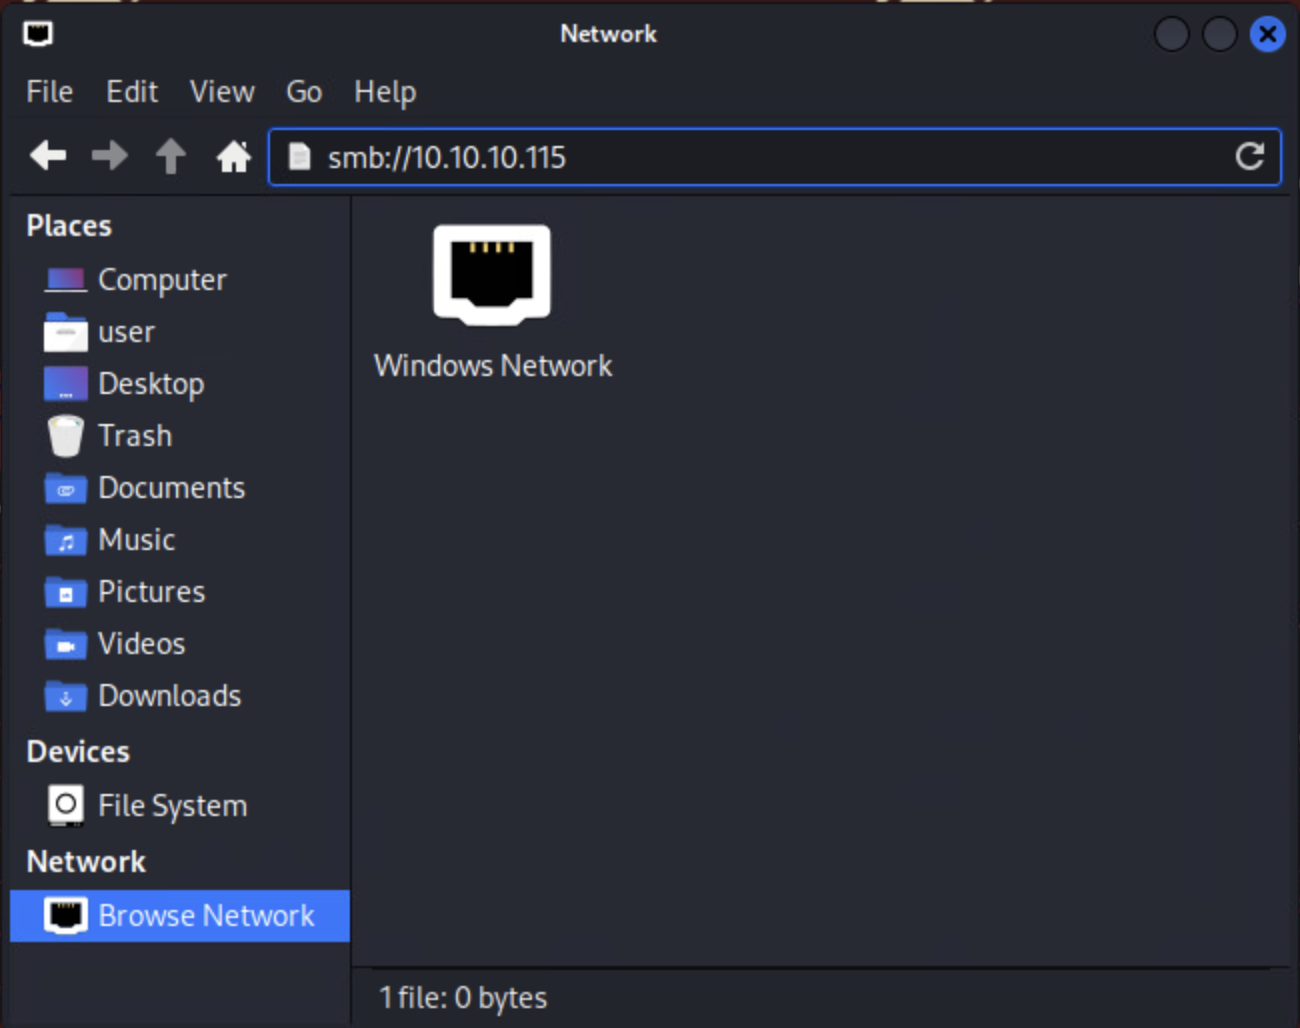 Network
File Edit View Go Help
smb://10.10.10.115
Places
Computer
user
Desktop
Trash
Documents
Music
Pictures
Videos
Downloads
Devices
File System
Network
Browse Network
Windows Network
1 file: 0 bytes